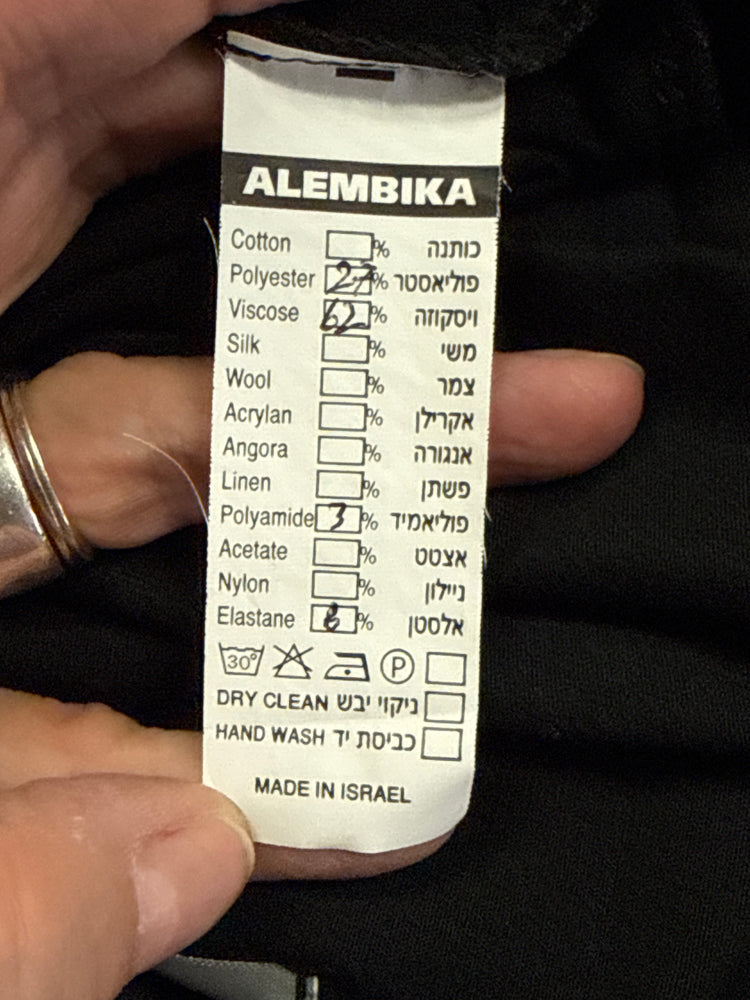 ALEMBIKA
Cotton % כותנה
Polyester 27% פוליאסטר
Viscose 62% ויסקוזה
Silk % משי
Wool % צמר
Acrylan % אקרילן
Angora % אנגורה
Linen % פשתן
Polyamide 3% פוליאמיד
Acetate % אצטט
Nylon % ניילון
Elastane 8% אלסטן
30° P
DRY CLEAN ניקוי יבש
HAND WASH כביסת יד
MADE IN ISRAEL